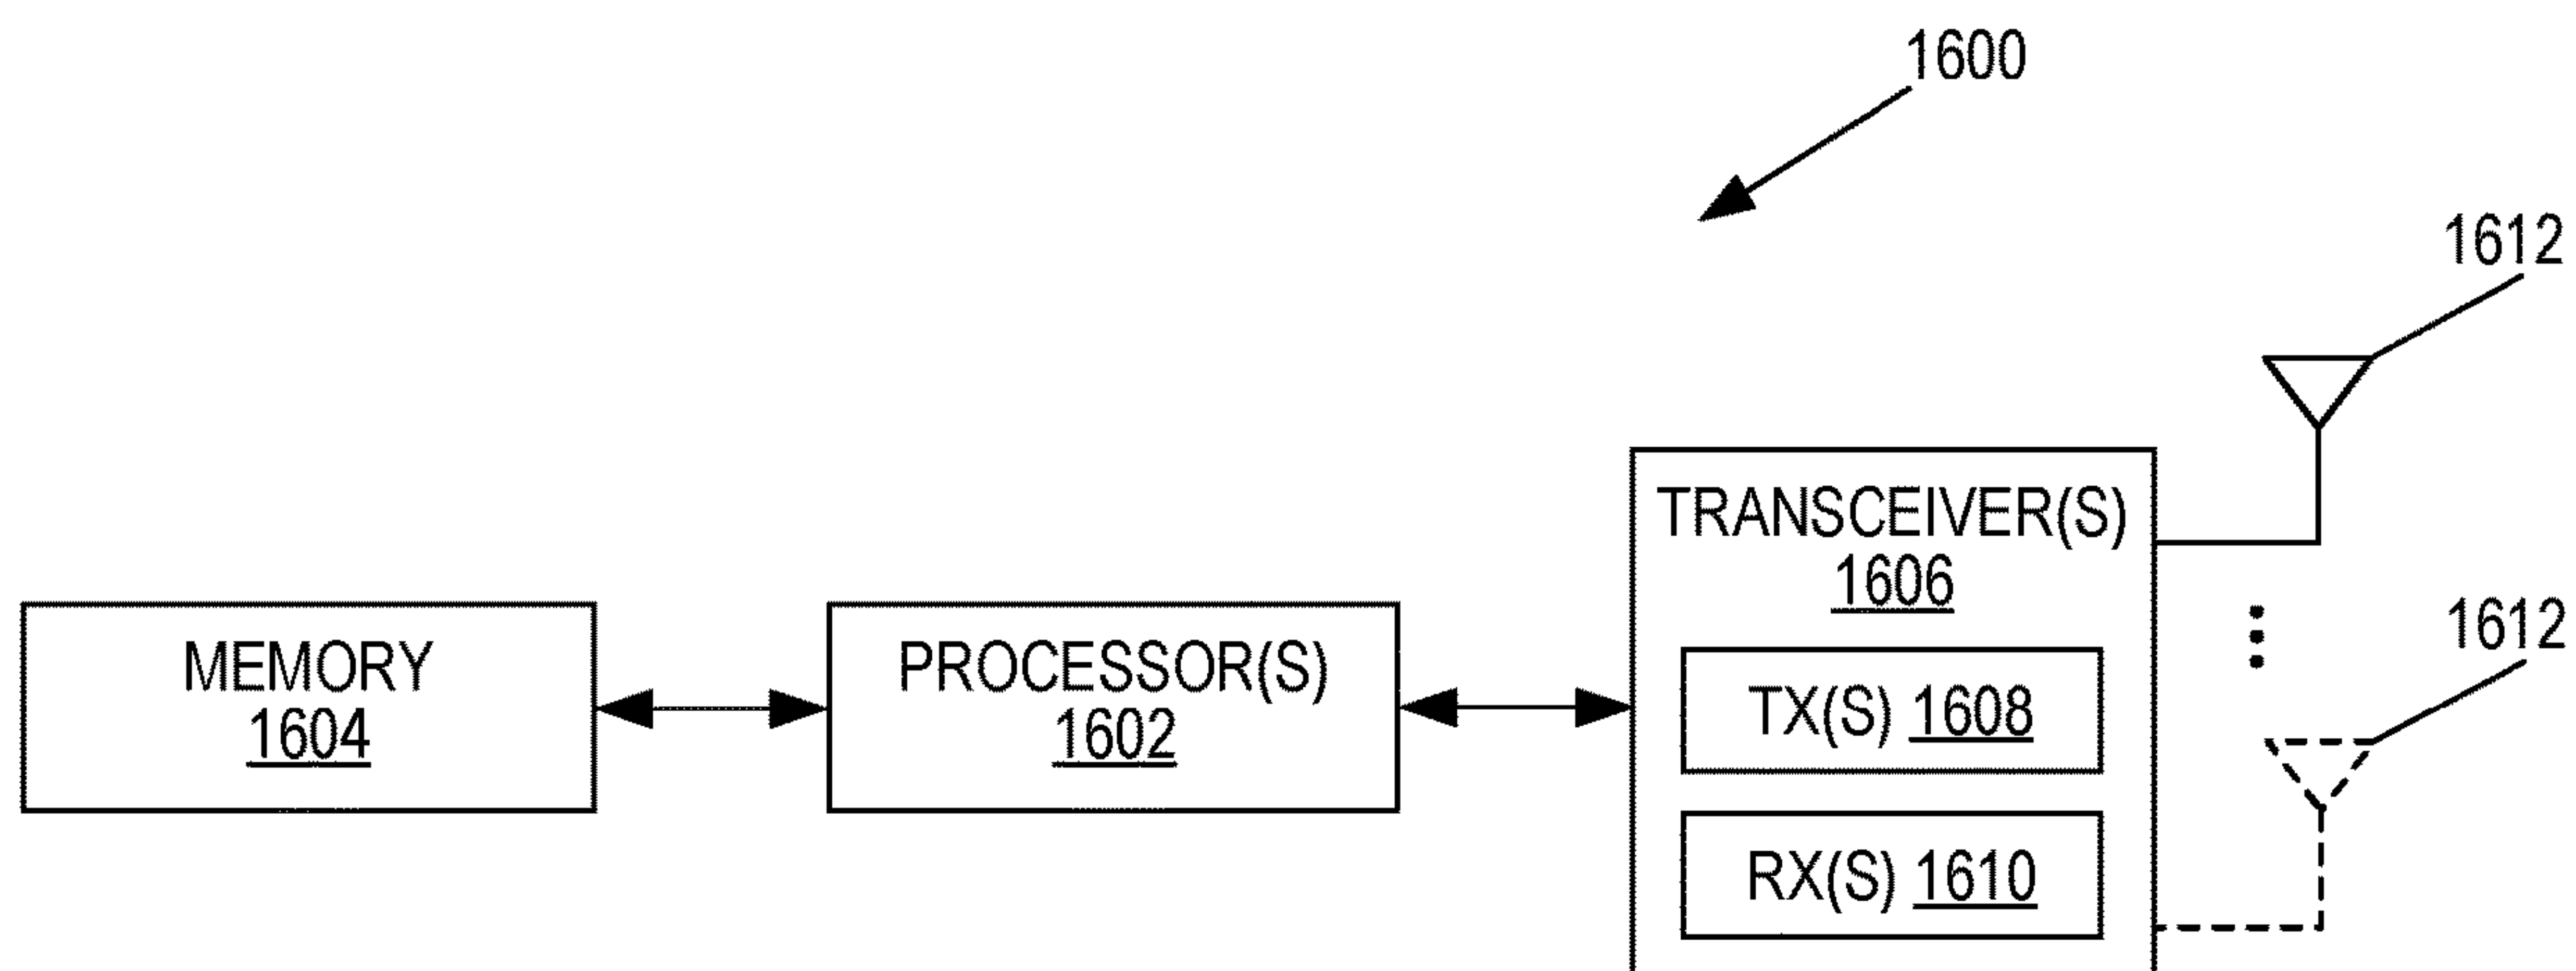 1600
1612
TRANSCEIVER(S)
1606
1612
MEMORY
1604
PROCESSOR(S)
1602
TX(S) 1608
RX(S) 1610